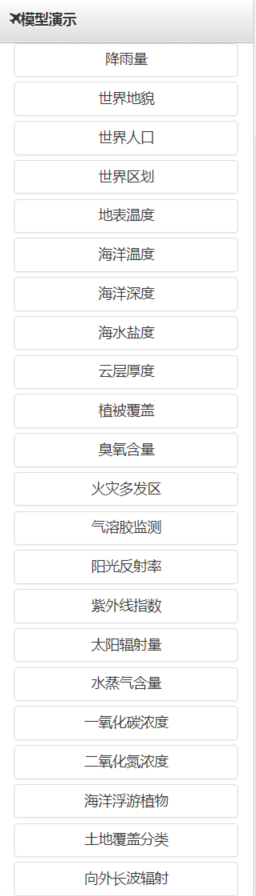 模型演示
降雨量
世界地貌
世界人口
世界区划
地表温度
海洋温度
海洋深度
海水盐度
云层厚度
植被覆盖
臭氧含量
火灾多发区
气溶胶监测
阳光反射率
紫外线指数
太阳辐射量
水蒸气含量
一氧化碳浓度
二氧化氮浓度
海洋浮游植物
土地覆盖分类
向外长波辐射